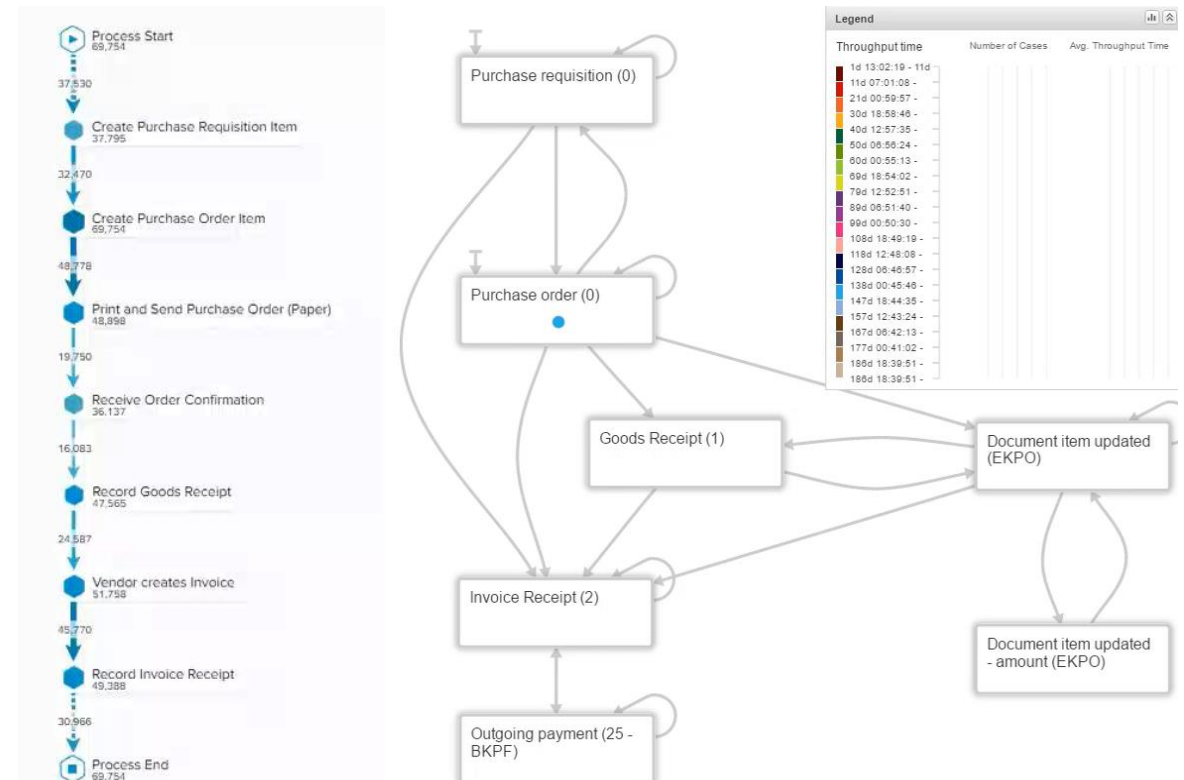 Process Start
69,754
37,530
Create Purchase Requisition Item
37,795
32,470
Create Purchase Order Item
69,754
48,778
Print and Send Purchase Order (Paper)
48,898
19,750
Receive Order Confirmation
36,137
16,083
Record Goods Receipt
47,565
24,587
Vendor creates Invoice
51,758
45,770
Record Invoice Receipt
49,388
30,966
Process End
69,754
Purchase requisition (0)
Purchase order (0)
Goods Receipt (1)
Invoice Receipt (2)
Outgoing payment (25 -
BKPF)
Document item updated
(EKPO)
Document item updated
- amount (EKPO)
Legend
Throughput time
Number of Cases
Avg. Throughput Time
1d 13:02:19 - 11d
11d 07:01:08 -
21d 00:59:57 -
30d 18:58:46 -
40d 12:57:35 -
50d 06:56:24 -
60d 00:55:13 -
69d 18:54:02 -
79d 12:52:51 -
89d 06:51:40 -
99d 00:50:30 -
108d 18:49:19 -
118d 12:48:08 -
128d 06:46:57 -
138d 00:45:46 -
147d 18:44:35 -
157d 12:43:24 -
167d 06:42:13 -
177d 00:41:02 -
186d 18:39:51 -
186d 18:39:51 -